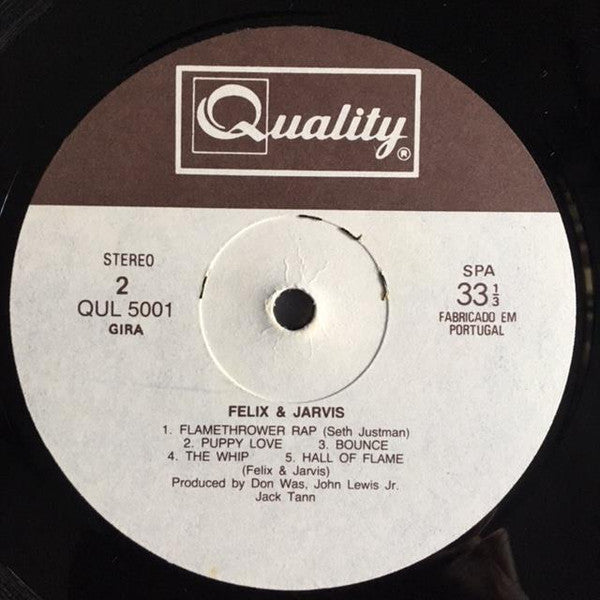 Quality®
STEREO
2
QUL 5001
GIRA
SPA
33 1/3
FABRICADO EM
PORTUGAL
FELIX & JARVIS
1. FLAMETHROWER RAP (Seth Justman)
2. PUPPY LOVE 3. BOUNCE
4. THE WHIP 5. HALL OF FLAME
(Felix & Jarvis)
Produced by Don Was, John Lewis Jr.
Jack Tann